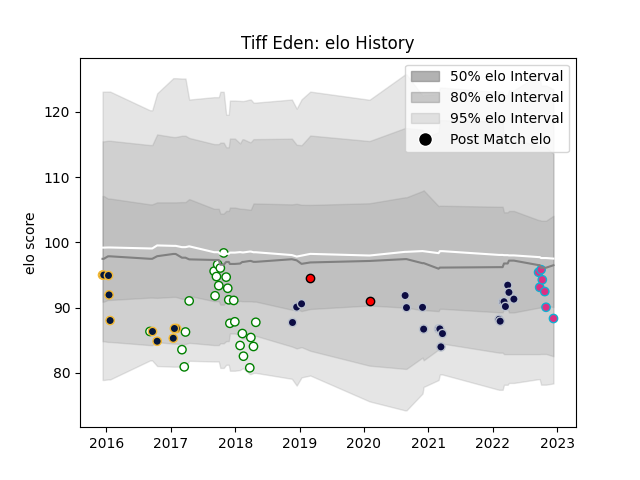 Tiff Eden: elo History
50% elo Interval
80% elo Interval
95% elo Interval
Post Match elo
elo score
120
110
100
90
80
2016 2017 2018 2019 2020 2021 2022 2023